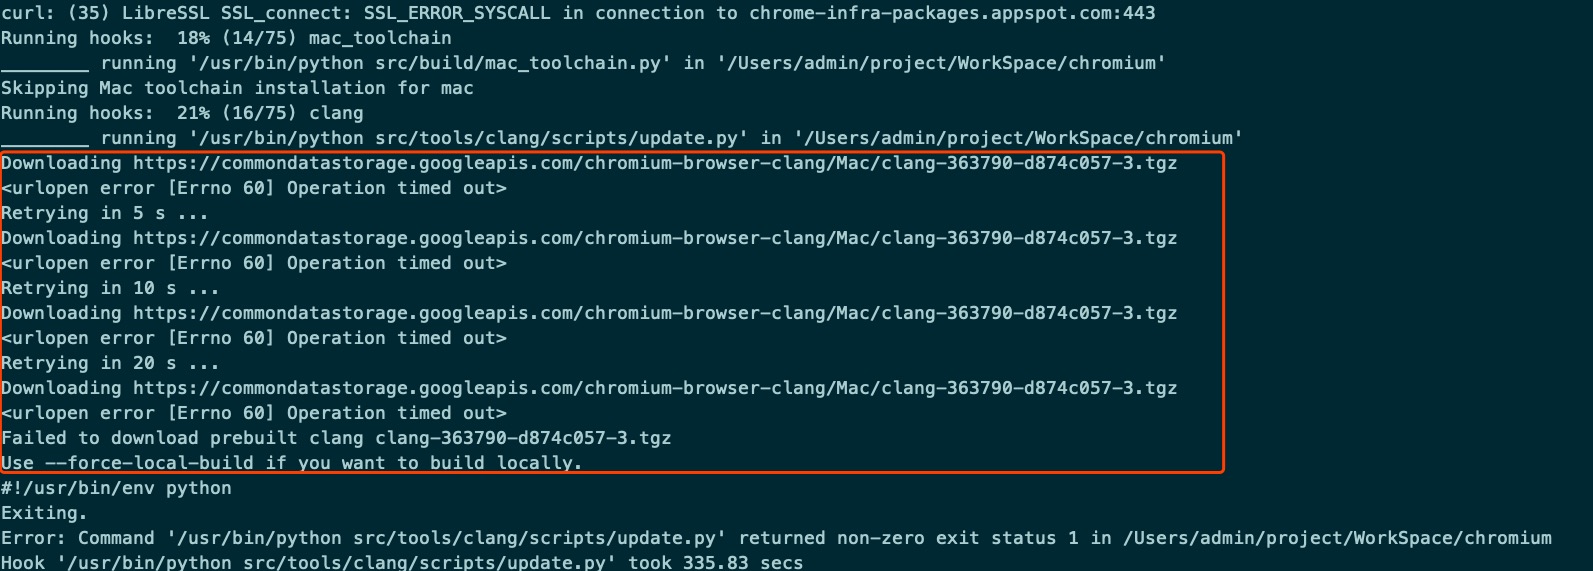 curl: (35) LibreSSL SSL_connect: SSL_ERROR_SYSCALL in connection to chrome-infra-packages.appspot.com:443
Running hooks:  18% (14/75) mac_toolchain
________ running '/usr/bin/python src/build/mac_toolchain.py' in '/Users/admin/project/WorkSpace/chromium'
Skipping Mac toolchain installation for mac
Running hooks:  21% (16/75) clang
________ running '/usr/bin/python src/tools/clang/scripts/update.py' in '/Users/admin/project/WorkSpace/chromium'
Downloading https://commondatastorage.googleapis.com/chromium-browser-clang/Mac/clang-363790-d874c057-3.tgz
<urlopen error [Errno 60] Operation timed out>
Retrying in 5 s ...
Downloading https://commondatastorage.googleapis.com/chromium-browser-clang/Mac/clang-363790-d874c057-3.tgz
<urlopen error [Errno 60] Operation timed out>
Retrying in 10 s ...
Downloading https://commondatastorage.googleapis.com/chromium-browser-clang/Mac/clang-363790-d874c057-3.tgz
<urlopen error [Errno 60] Operation timed out>
Retrying in 20 s ...
Downloading https://commondatastorage.googleapis.com/chromium-browser-clang/Mac/clang-363790-d874c057-3.tgz
<urlopen error [Errno 60] Operation timed out>
Failed to download prebuilt clang clang-363790-d874c057-3.tgz
Use --force-local-build if you want to build locally.
#!/usr/bin/env python
Exiting.
Error: Command '/usr/bin/python src/tools/clang/scripts/update.py' returned non-zero exit status 1 in /Users/admin/project/WorkSpace/chromium
Hook '/usr/bin/python src/tools/clang/scripts/update.py' took 335.83 secs